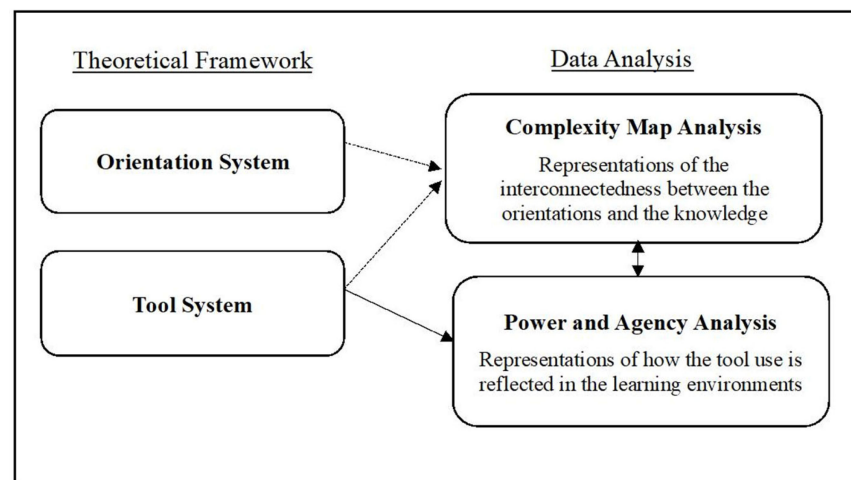 Theoretical Framework
Data Analysis
Orientation System
Complexity Map Analysis
Representations of the
interconnectedness between the
orientations and the knowledge
Tool System
Power and Agency Analysis
Representations of how the tool use is
reflected in the learning environments